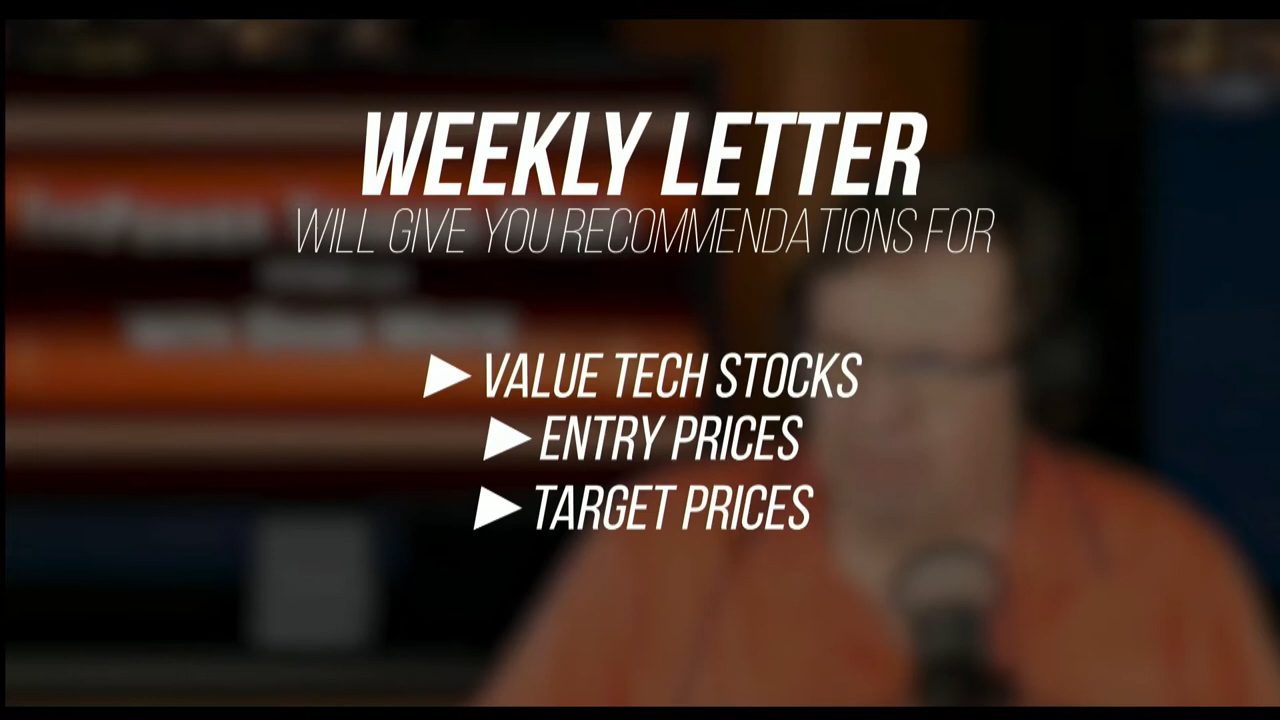 WEEKLY LETTER
WILL GIVE YOU RECOMMENDATIONS FOR
▶ VALUE TECH STOCKS
▶ ENTRY PRICES
▶ TARGET PRICES